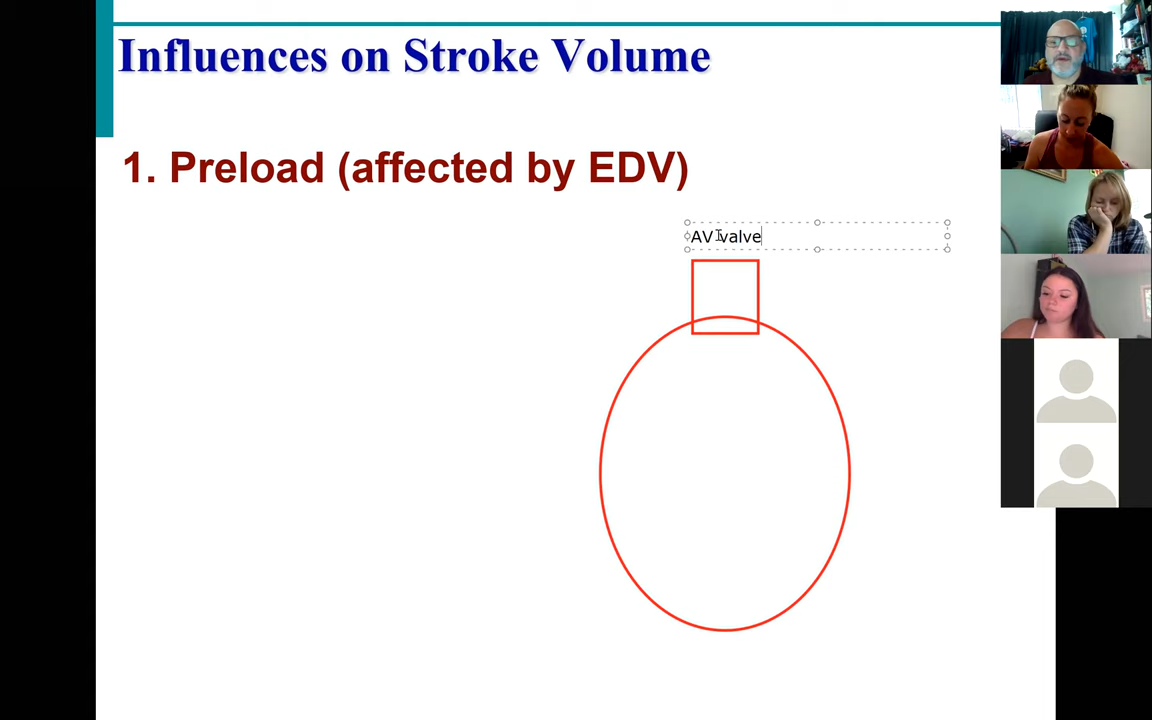 Influences on Stroke Volume
1. Preload (affected by EDV)
AV valve